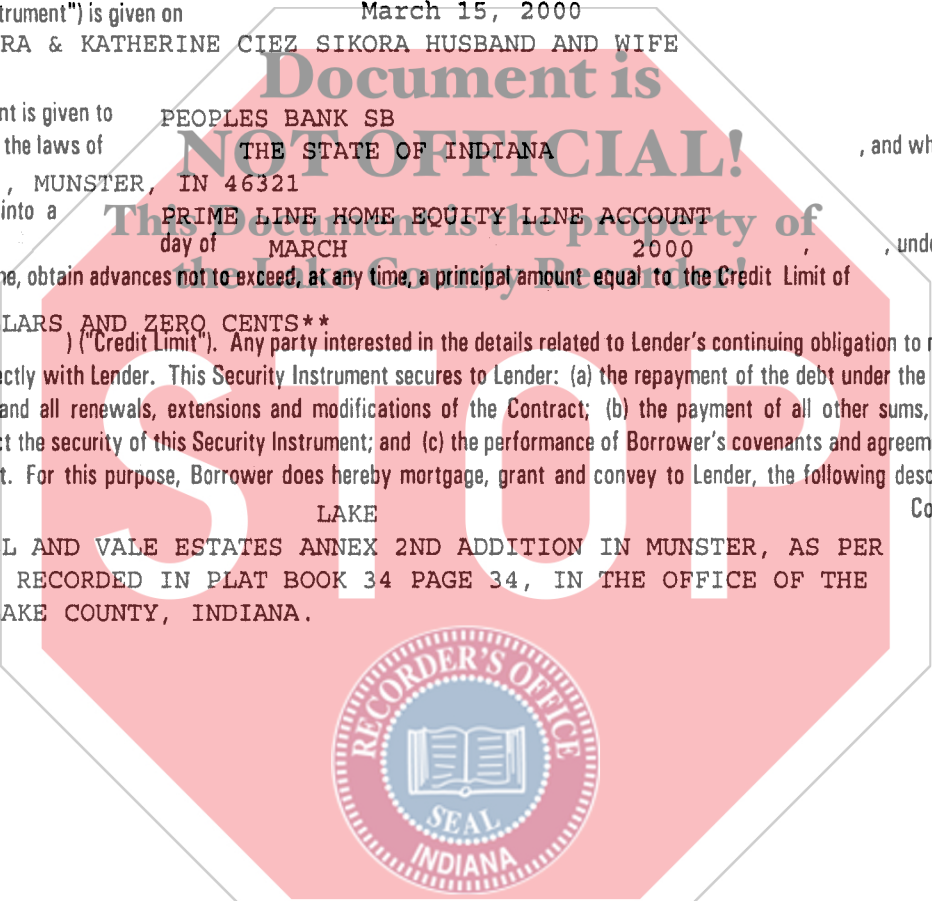 trument") is given on March 15, 2000
RA & KATHERINE CIEZ SIKORA HUSBAND AND WIFE
Document is
nt is given to PEOPLES BANK SB
the laws of THE STATE OF INDIANA , and wh
NOT OFFICIAL!
, MUNSTER, IN 46321
into a PRIME LINE HOME EQUITY LINE ACCOUNT
This Document is the property of
day of MARCH 2000 , , unde
ne, obtain advances not to exceed, at any time, a principal amount equal to the Credit Limit of
the Lake County Recorder!
LARS AND ZERO CENTS**
) ("Credit Limit"). Any party interested in the details related to Lender's continuing obligation to
ectly with Lender. This Security Instrument secures to Lender: (a) the repayment of the debt under the
and all renewals, extensions and modifications of the Contract; (b) the payment of all other sums,
ct the security of this Security Instrument; and (c) the performance of Borrower's covenants and agreem
t. For this purpose, Borrower does hereby mortgage, grant and convey to Lender, the following desc
LAKE Co
L AND VALE ESTATES ANNEX 2ND ADDITION IN MUNSTER, AS PER
RECORDED IN PLAT BOOK 34 PAGE 34, IN THE OFFICE OF THE
AKE COUNTY, INDIANA.
STOP
RECORDER'S OFFICE
SEAL
INDIANA